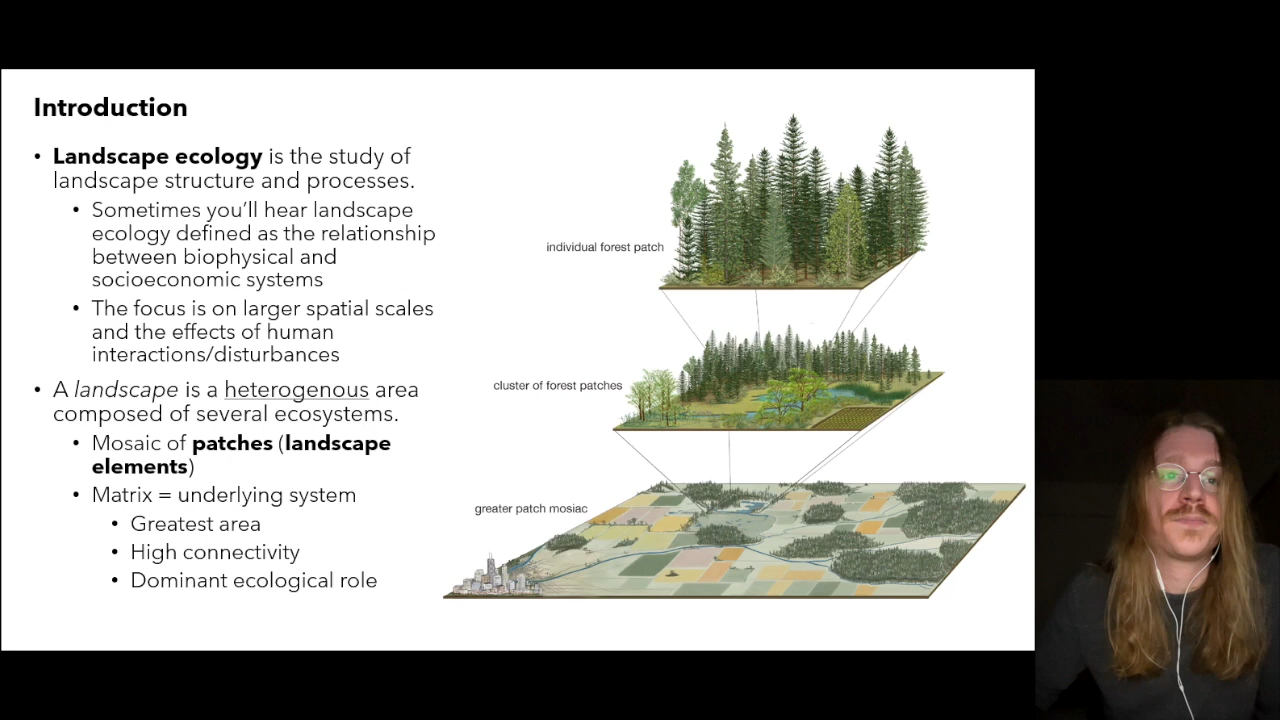 Introduction
• Landscape ecology is the study of
landscape structure and processes.
• Sometimes you'll hear landscape
ecology defined as the relationship
between biophysical and
socioeconomic systems
• The focus is on larger spatial scales
and the effects of human
interactions/disturbances
• A landscape is a heterogenous area
composed of several ecosystems.
• Mosaic of patches (landscape
elements)
• Matrix = underlying system
• Greatest area
• High connectivity
• Dominant ecological role
individual forest patch
cluster of forest patches
greater patch mosiac